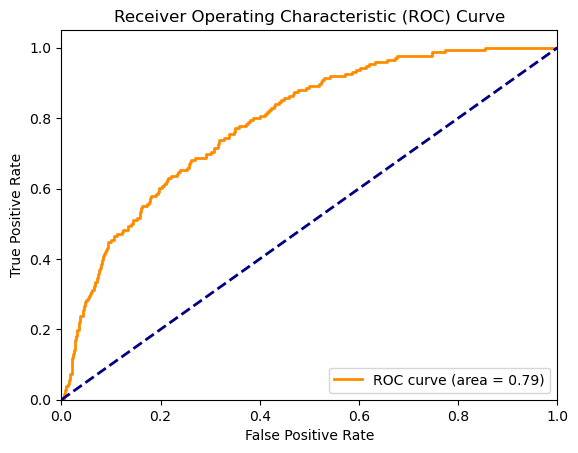 Receiver Operating Characteristic (ROC) Curve
1.0
0.8
0.6
0.4
0.2
0.0
True Positive Rate
ROC curve (area = 0.79)
0.0 0.2 0.4 0.6 0.8 1.0
False Positive Rate